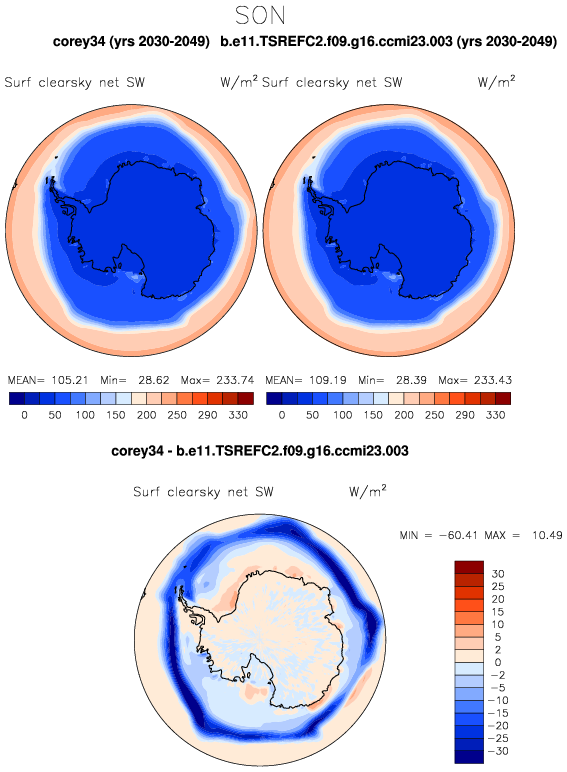 SON
corey34 (yrs 2030-2049) b.e11.TSREFC2.f09.g16.ccmi23.003 (yrs 2030-2049)
Surf clearsky net SW W/m² Surf clearsky net SW W/m²
MEAN= 105.21 Min= 28.62 Max= 233.74 MEAN= 109.19 Min= 28.39 Max= 233.43
0 50 100 150 200 250 290 330 0 50 100 150 200 250 290 330
corey34 - b.e11.TSREFC2.f09.g16.ccmi23.003
Surf clearsky net SW W/m²
MIN = -60.41 MAX = 10.49
30
25
20
15
10
5
2
0
-2
-5
-10
-15
-20
-25
-30